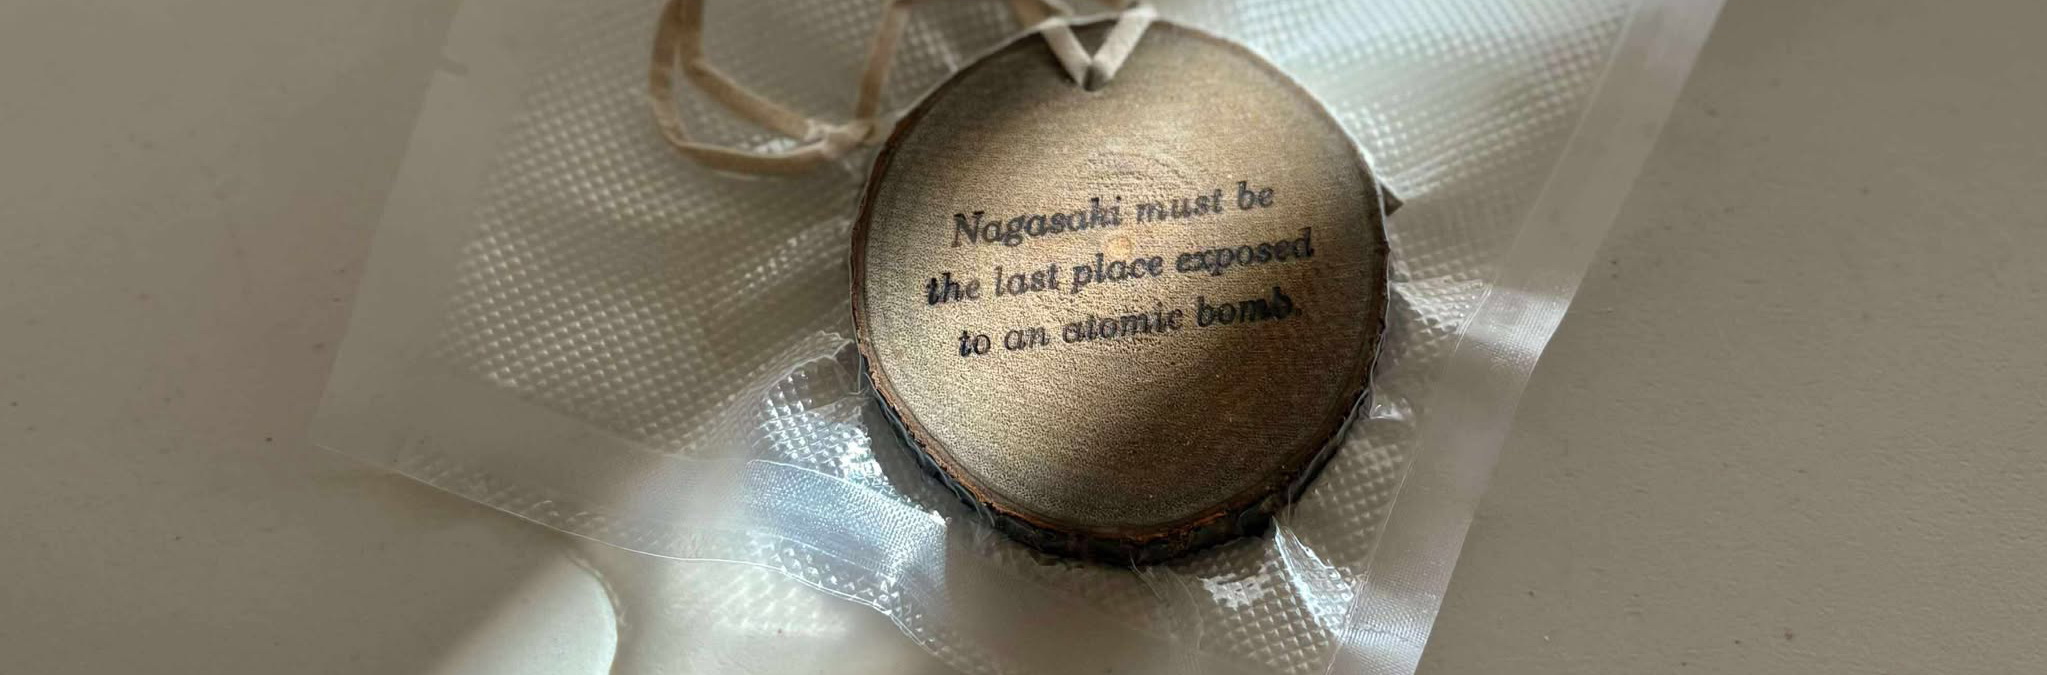 Nagasaki must be
the last place exposed
to an atomic bomb.